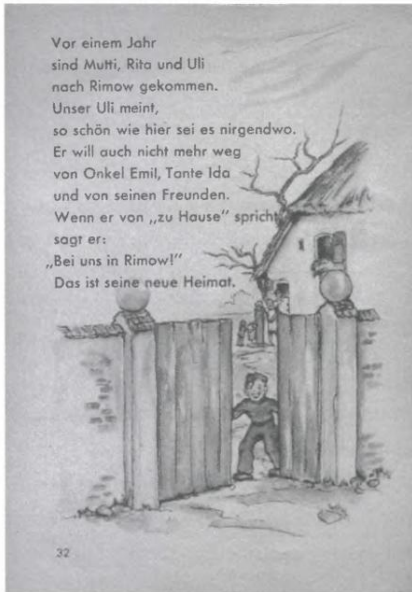 Vor einem Jahr
sind Mutti, Rita und Uli
nach Rimow gekommen.
Unser Uli meint,
so schön wie hier sei es nirgendwo.
Er will auch nicht mehr weg
von Onkel Emil, Tante Ida
und von seinen Freunden.
Wenn er von „zu Hause" spricht
sagt er:
„Bei uns in Rimow!"
Das ist seine neue Heimat.
32